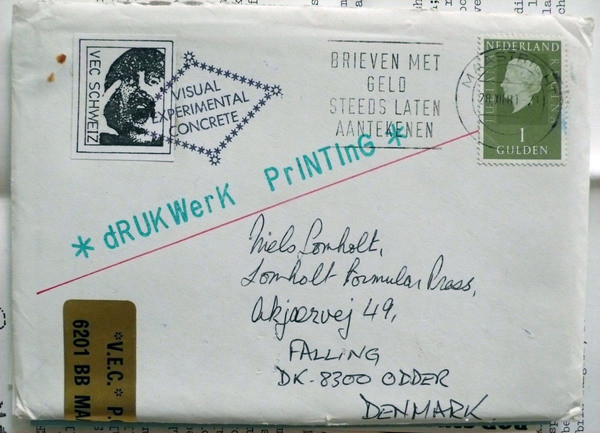 VEC SCHWEIZ
VISUAL
EXPERIMENTAL
CONCRETE
BRIEVEN MET
GELD
STEEDS LATEN
AANTEKENEN
NEDERLAND
1
GULDEN
* dRUKWerK PrINTInG *
Niels Lomholt,
Lomholt Formular Press,
Akjærvej 49,
FALLING
DK-8300 ODDER
DENMARK
*V.E.C. * P.
6201 BB MA